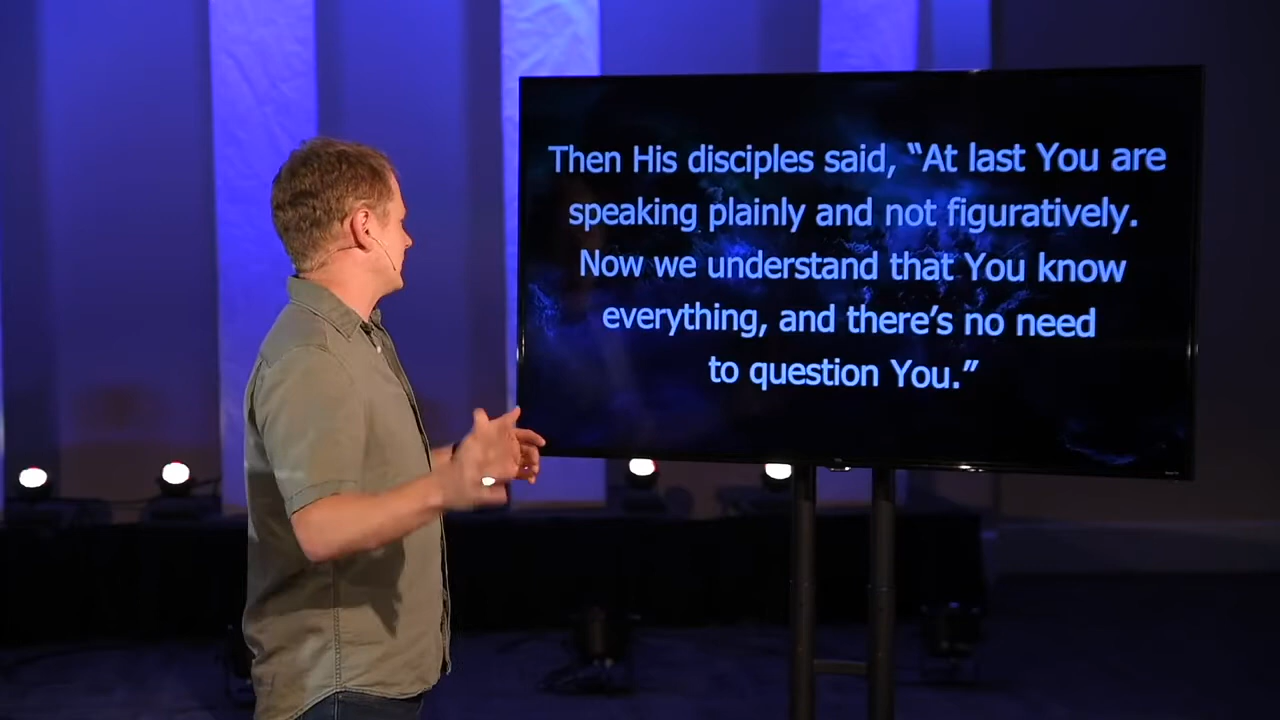 Then His disciples said, “At last You are
speaking plainly and not figuratively.
Now we understand that You know
everything, and there’s no need
to question You.”